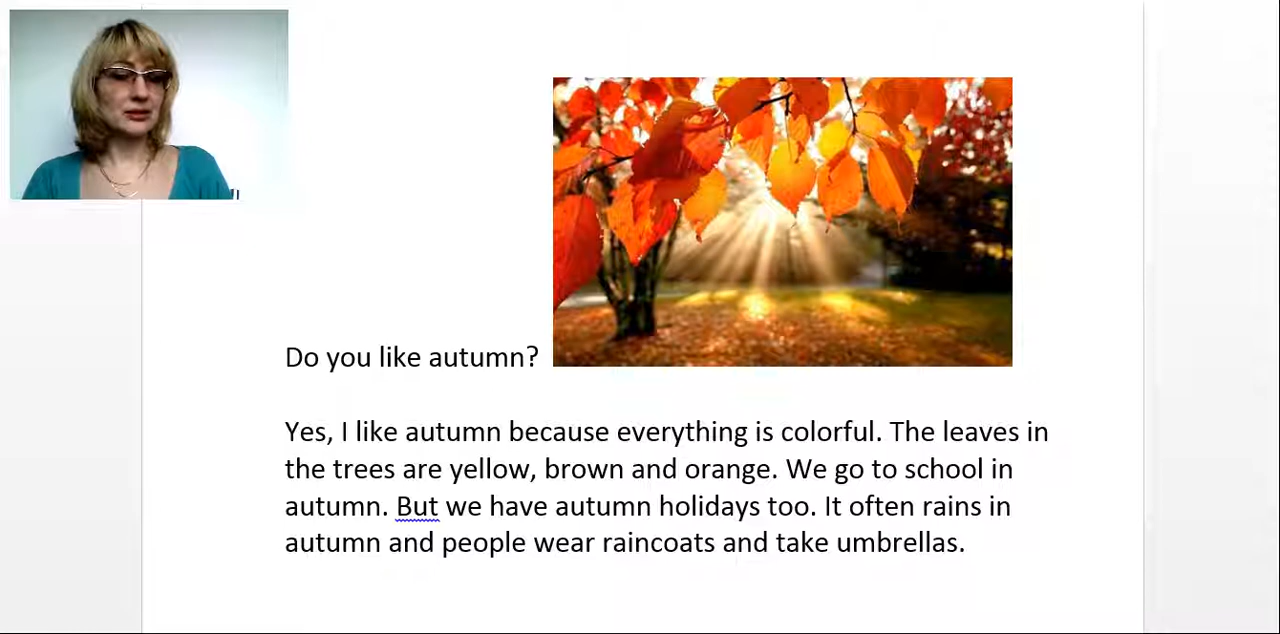 Do you like autumn?
Yes, I like autumn because everything is colorful. The leaves in
the trees are yellow, brown and orange. We go to school in
autumn. But we have autumn holidays too. It often rains in
autumn and people wear raincoats and take umbrellas.